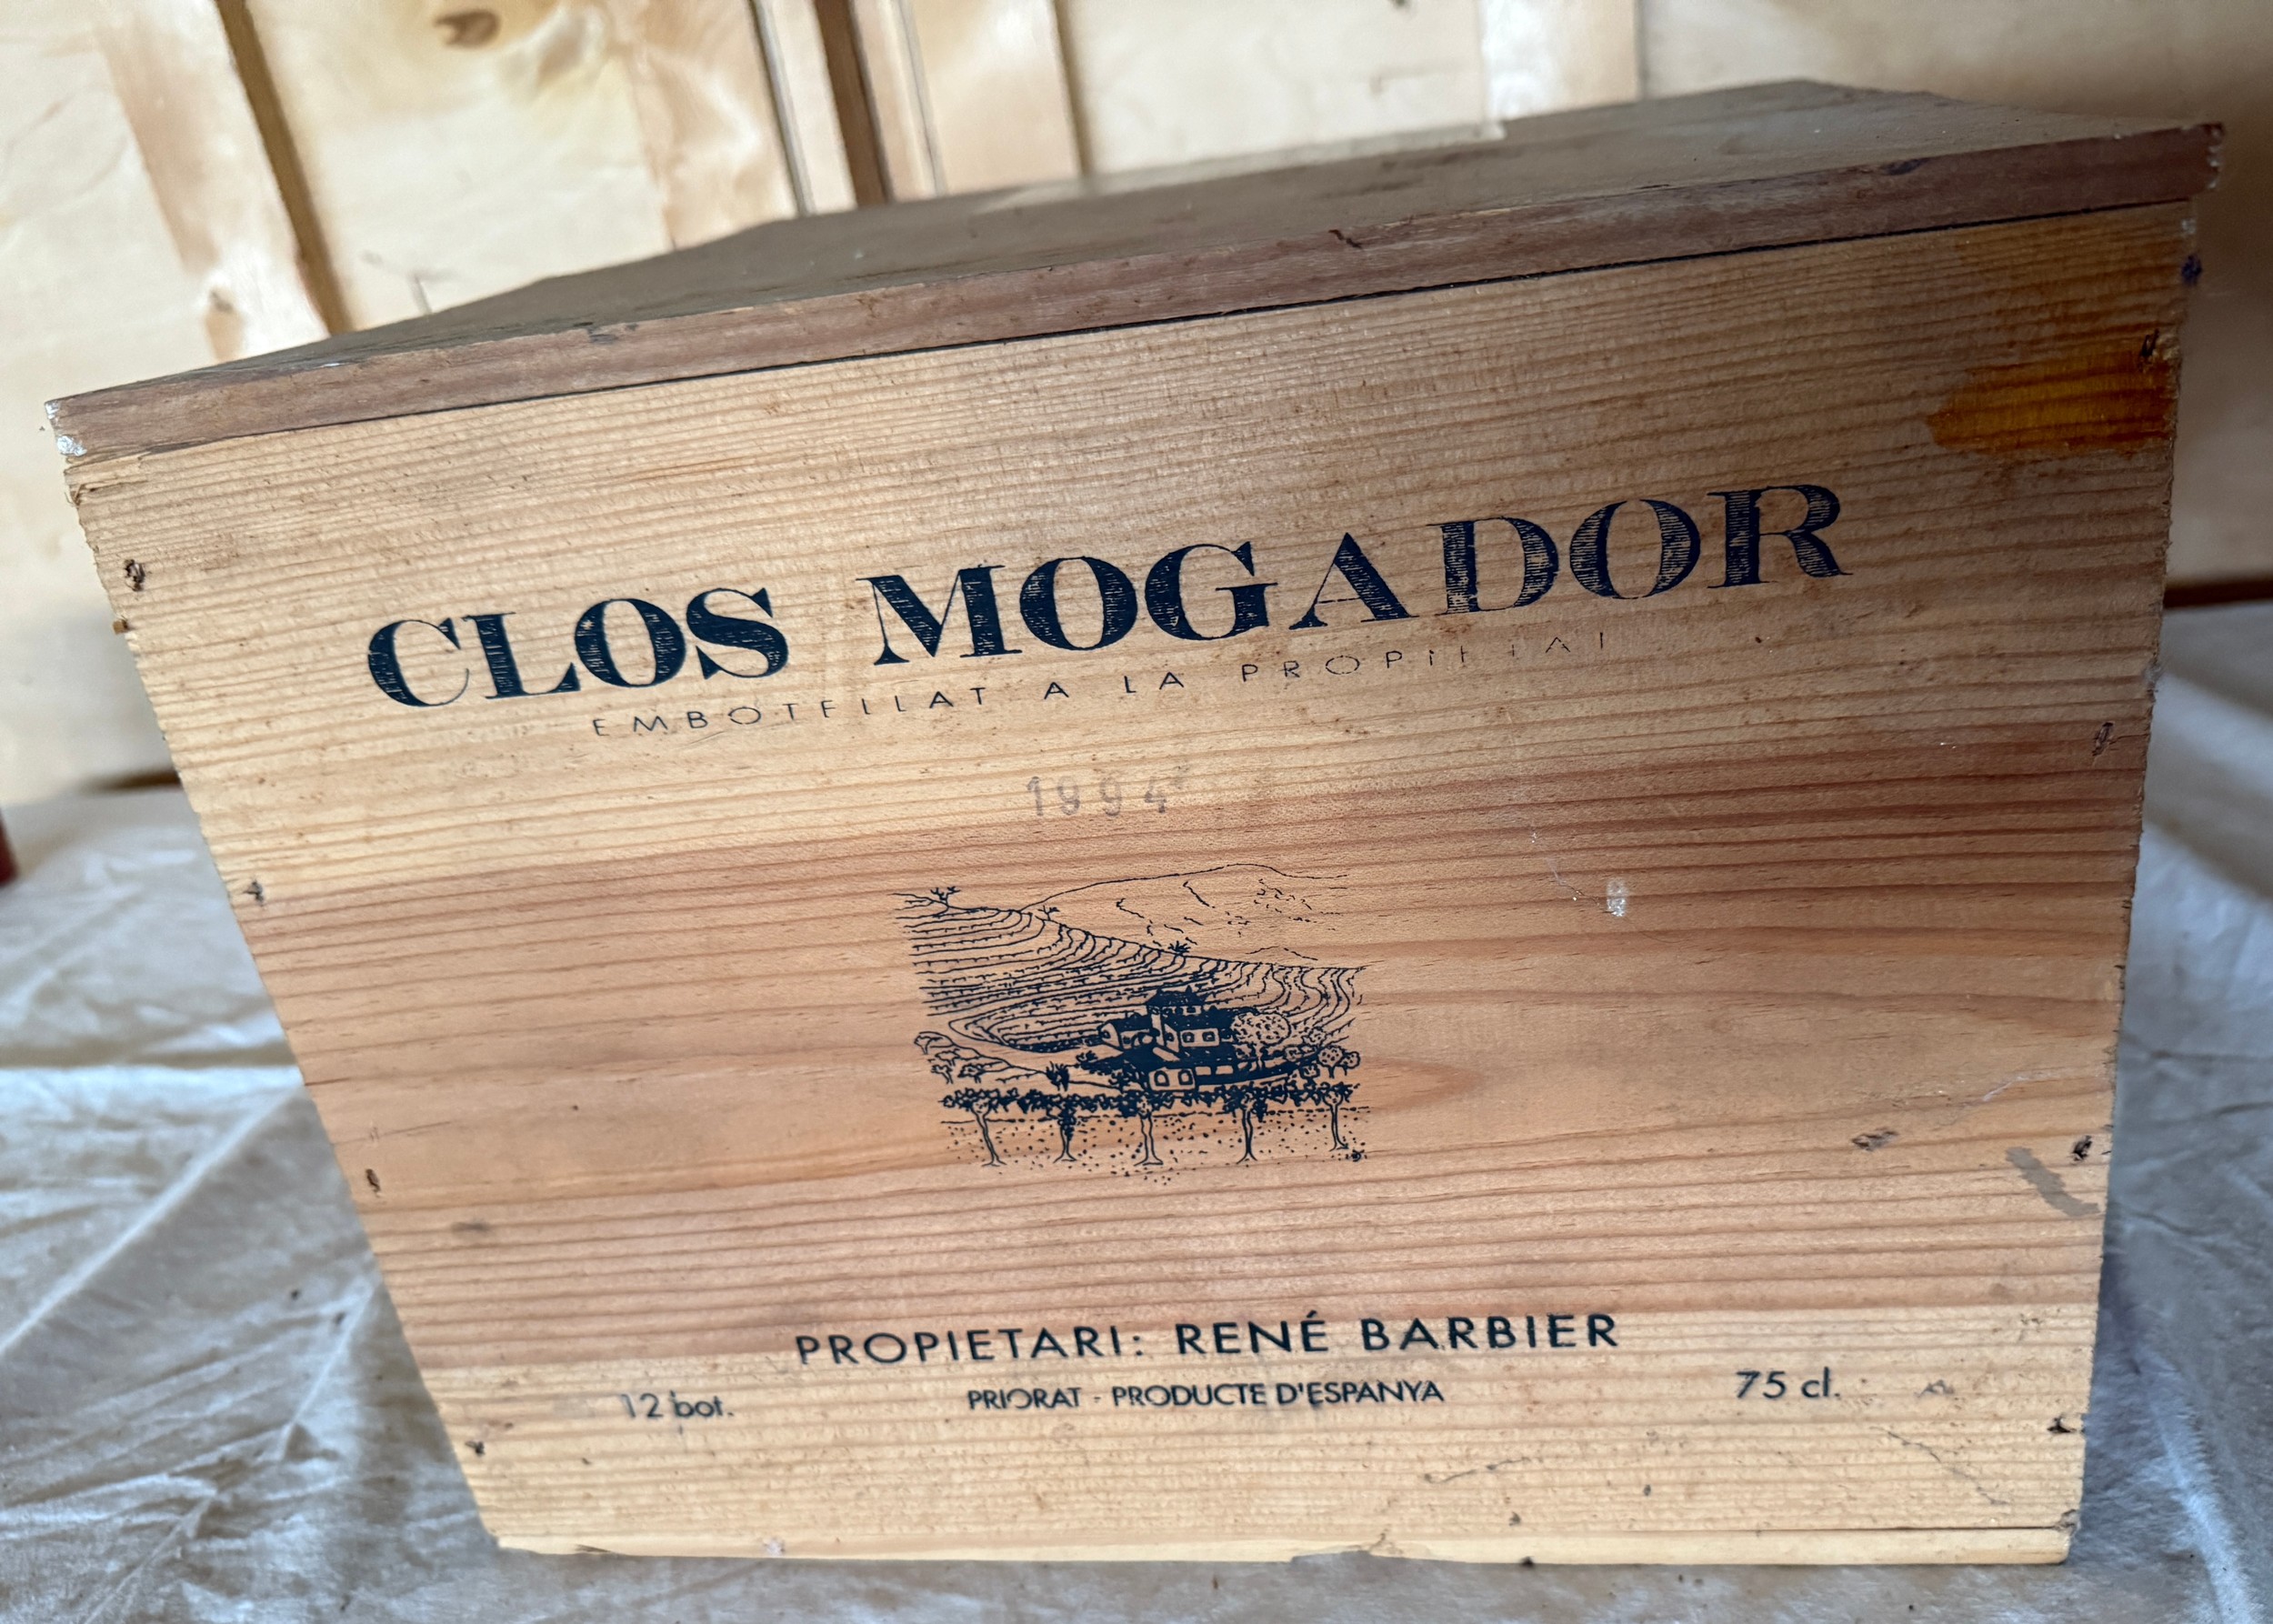 CLOS MOGADOR
EMBOTELLAT A LA PROPIETAT
1994
PROPIETARI: RENÉ BARBIER
12 bot.
PRIORAT - PRODUCTE D'ESPANYA
75 cl.